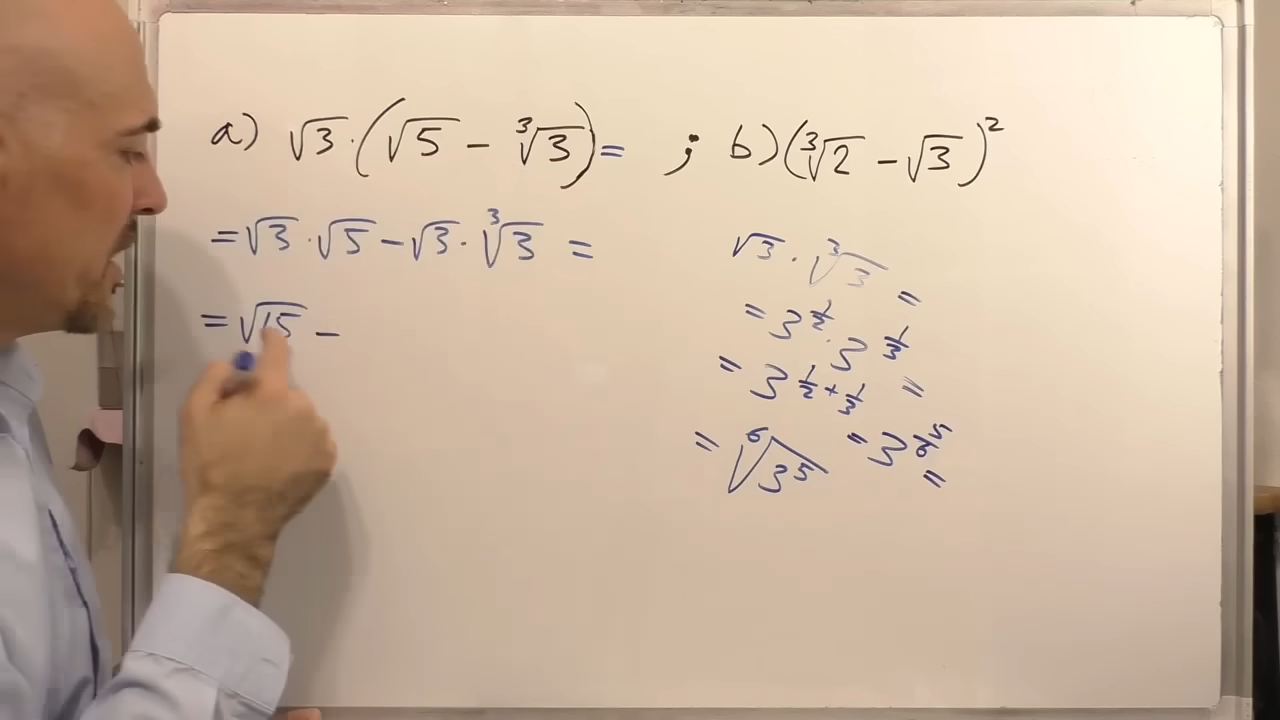 a) √3·(√5 - ∛3) = ; b) (∛2 - √3)²
= √3·√5 - √3·∛3 =
= √15 -
√3·∛3 =
= 3^(1/2)·3^(1/3) =
= 3^(1/2+1/3) =
= 3^(5/6) =
= ⁶√3⁵